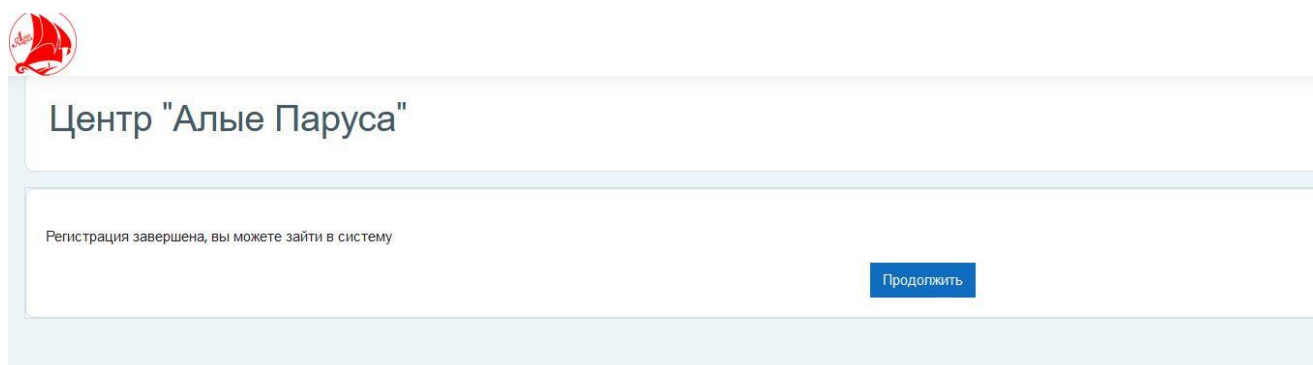 Центр "Алые Паруса"
Регистрация завершена, вы можете зайти в систему
Продолжить